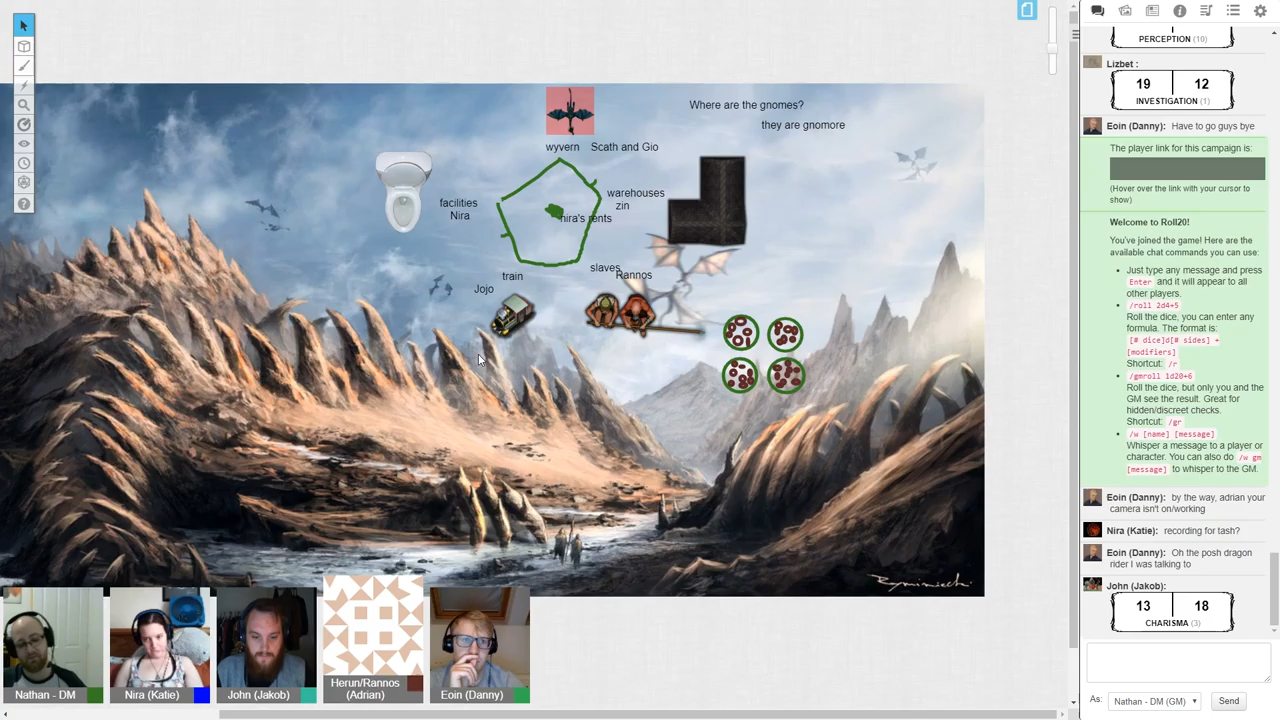 Where are the gnomes?
they are gnomore
wyvern
Scath and Gio
facilities
Nira
warehouses
zin
nira's rents
train
slaves
Rannos
Jojo
Nathan - DM
Nira (Katie)
John (Jakob)
Herun/Rannos
(Adrian)
Eoin (Danny)
PERCEPTION (10)
Lizbet :
19 12
INVESTIGATION (1)
Eoin (Danny): Have to go guys bye
The player link for this campaign is:
(Hover over the link with your cursor to
show)
Welcome to Roll20!
You've joined the game! Here are the
available chat commands you can use:
• Just type any message and press
Enter and it will appear to all
other players.
• /roll 2d4+5
Roll the dice, you can enter any
formula. The format is:
[# dice]d[# sides] +
[modifiers]
Shortcut: /r
• /gmroll 1d20+6
Roll the dice, but only you and the
GM see the result. Great for
hidden/discreet checks.
Shortcut: /gr
• /w [name] [message]
Whisper a message to a player or
character. You can also do /w gm
[message] to whisper to the GM.
Eoin (Danny): by the way, adrian your
camera isn't on/working
Nira (Katie): recording for tash?
Eoin (Danny): Oh the posh dragon
rider I was talking to
John (Jakob):
13 18
CHARISMA (3)
As: Nathan - DM (GM) Send